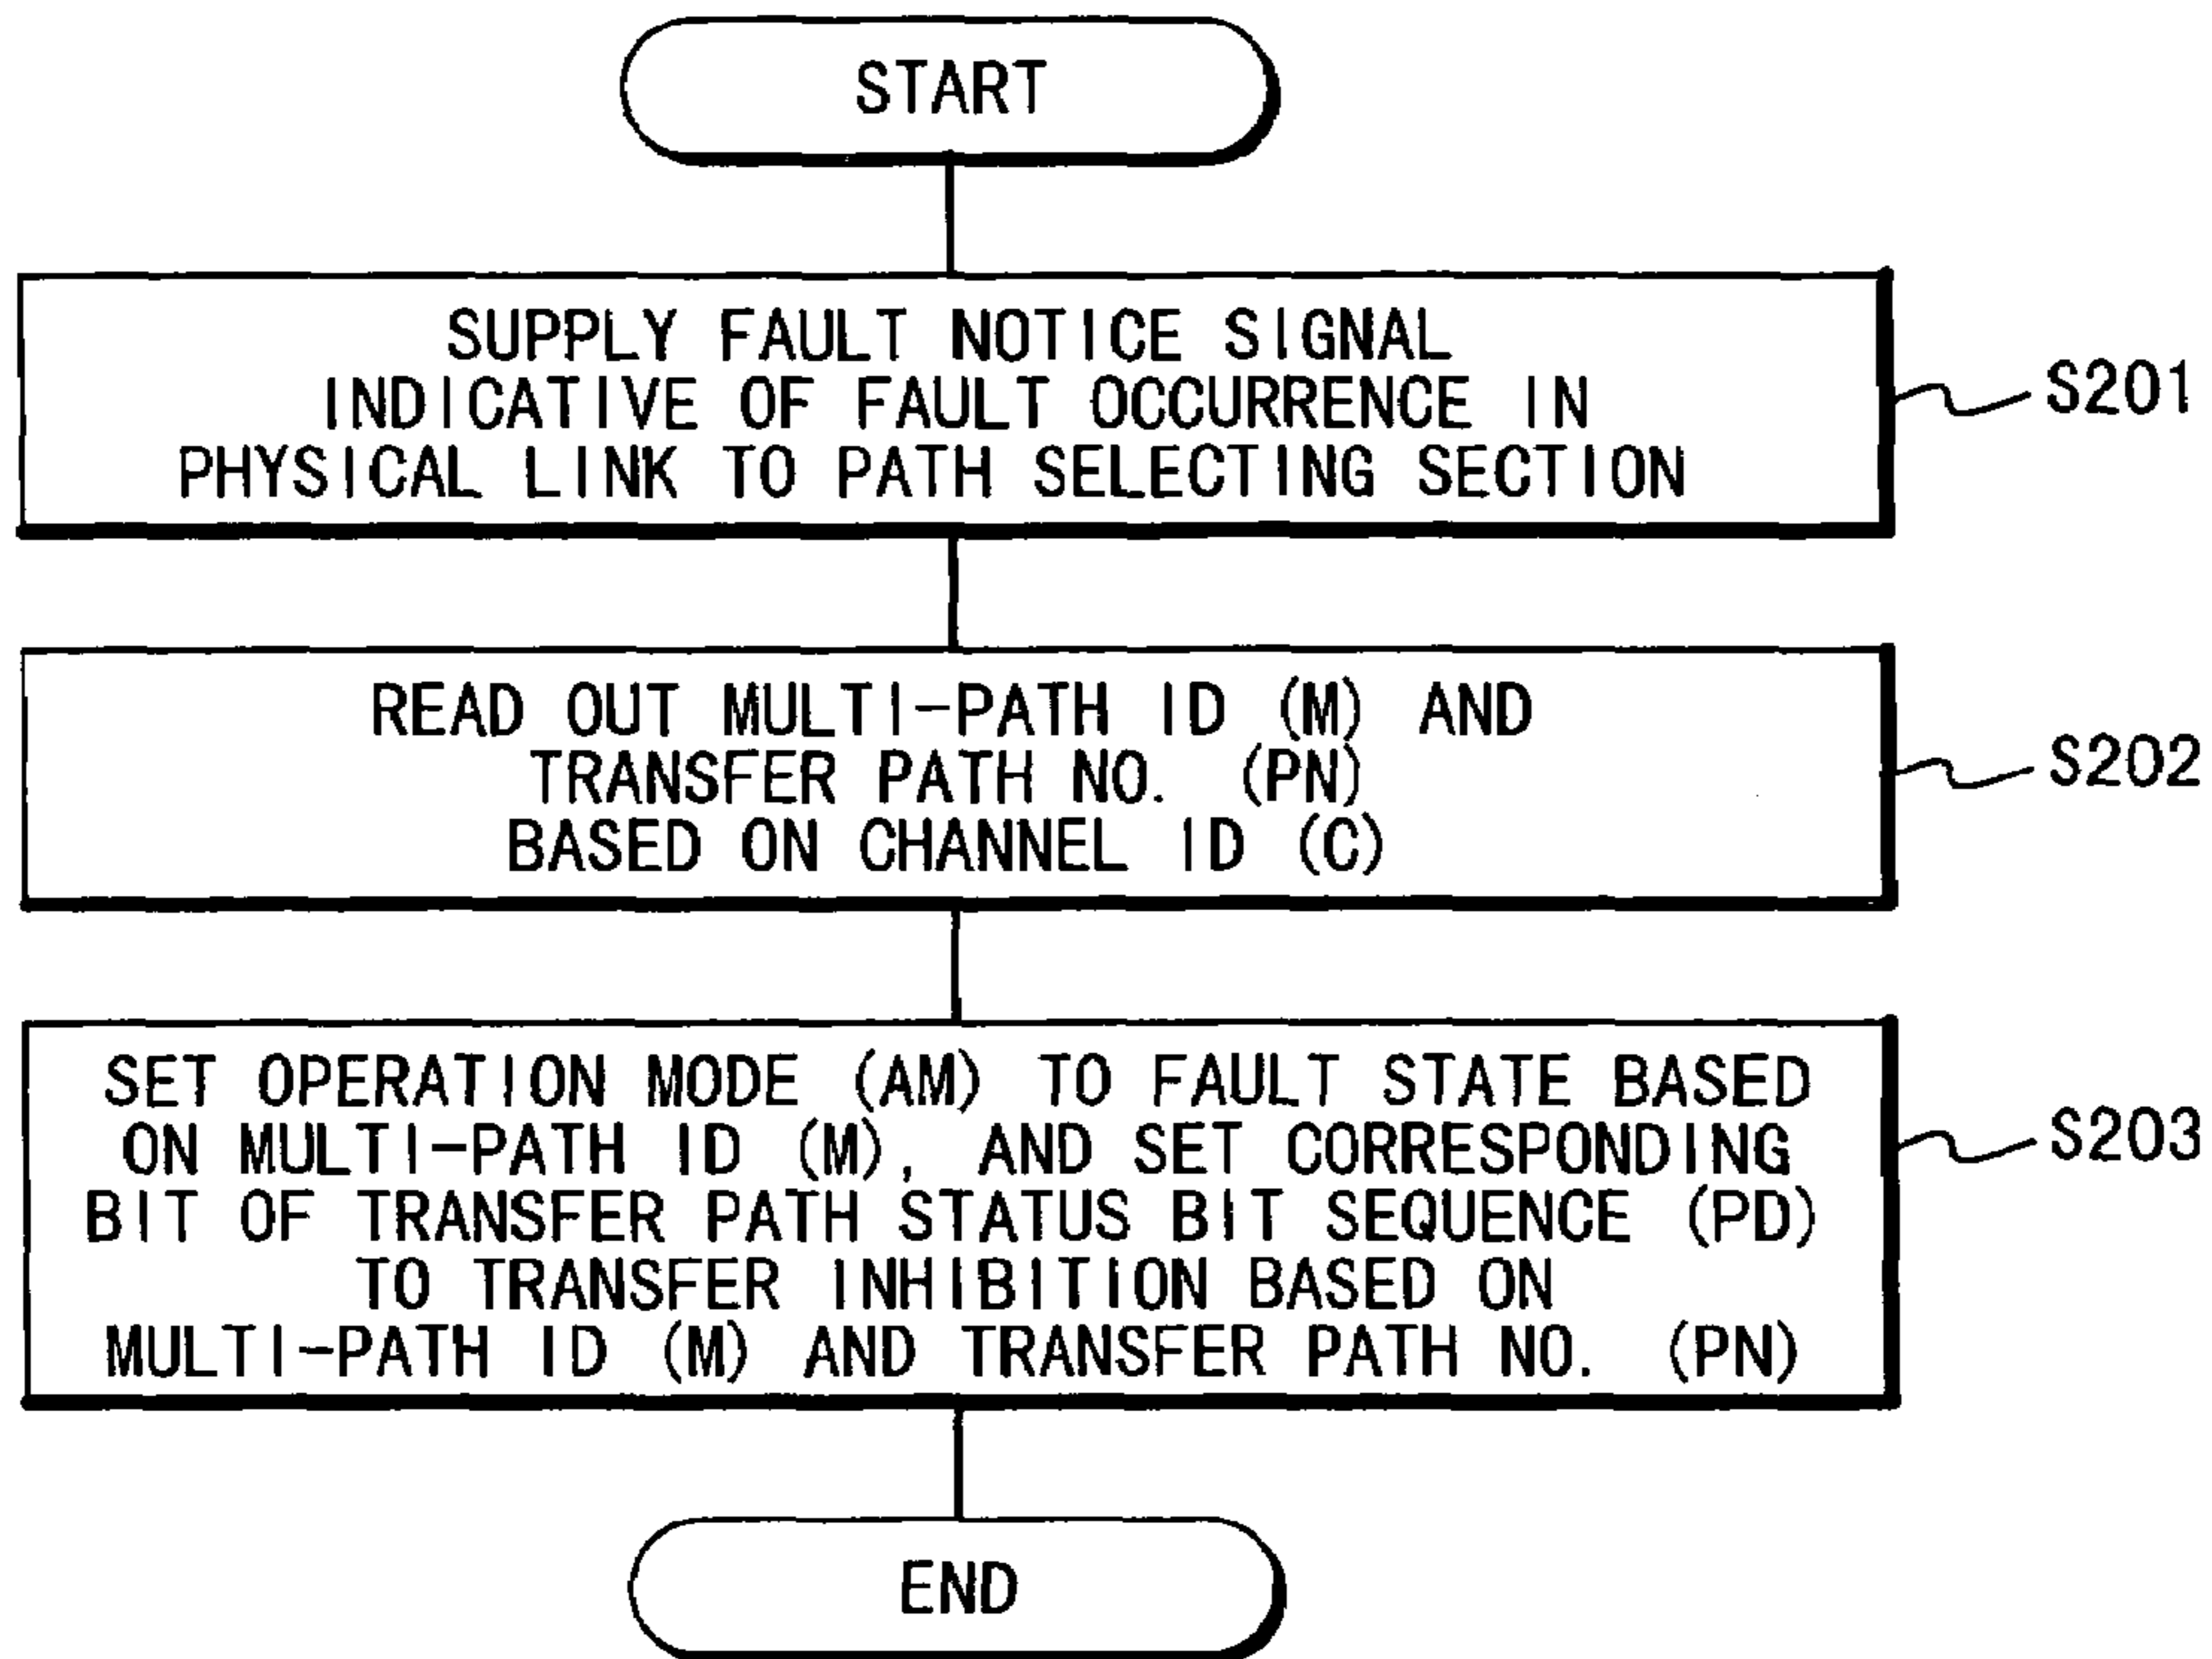 START
SUPPLY FAULT NOTICE SIGNAL
INDICATIVE OF FAULT OCCURRENCE IN
PHYSICAL LINK TO PATH SELECTING SECTION
S201
READ OUT MULTI-PATH ID (M) AND
TRANSFER PATH NO. (PN)
BASED ON CHANNEL ID (C)
S202
SET OPERATION MODE (AM) TO FAULT STATE BASED
ON MULTI-PATH ID (M), AND SET CORRESPONDING
BIT OF TRANSFER PATH STATUS BIT SEQUENCE (PD)
TO TRANSFER INHIBITION BASED ON
MULTI-PATH ID (M) AND TRANSFER PATH NO. (PN)
S203
END